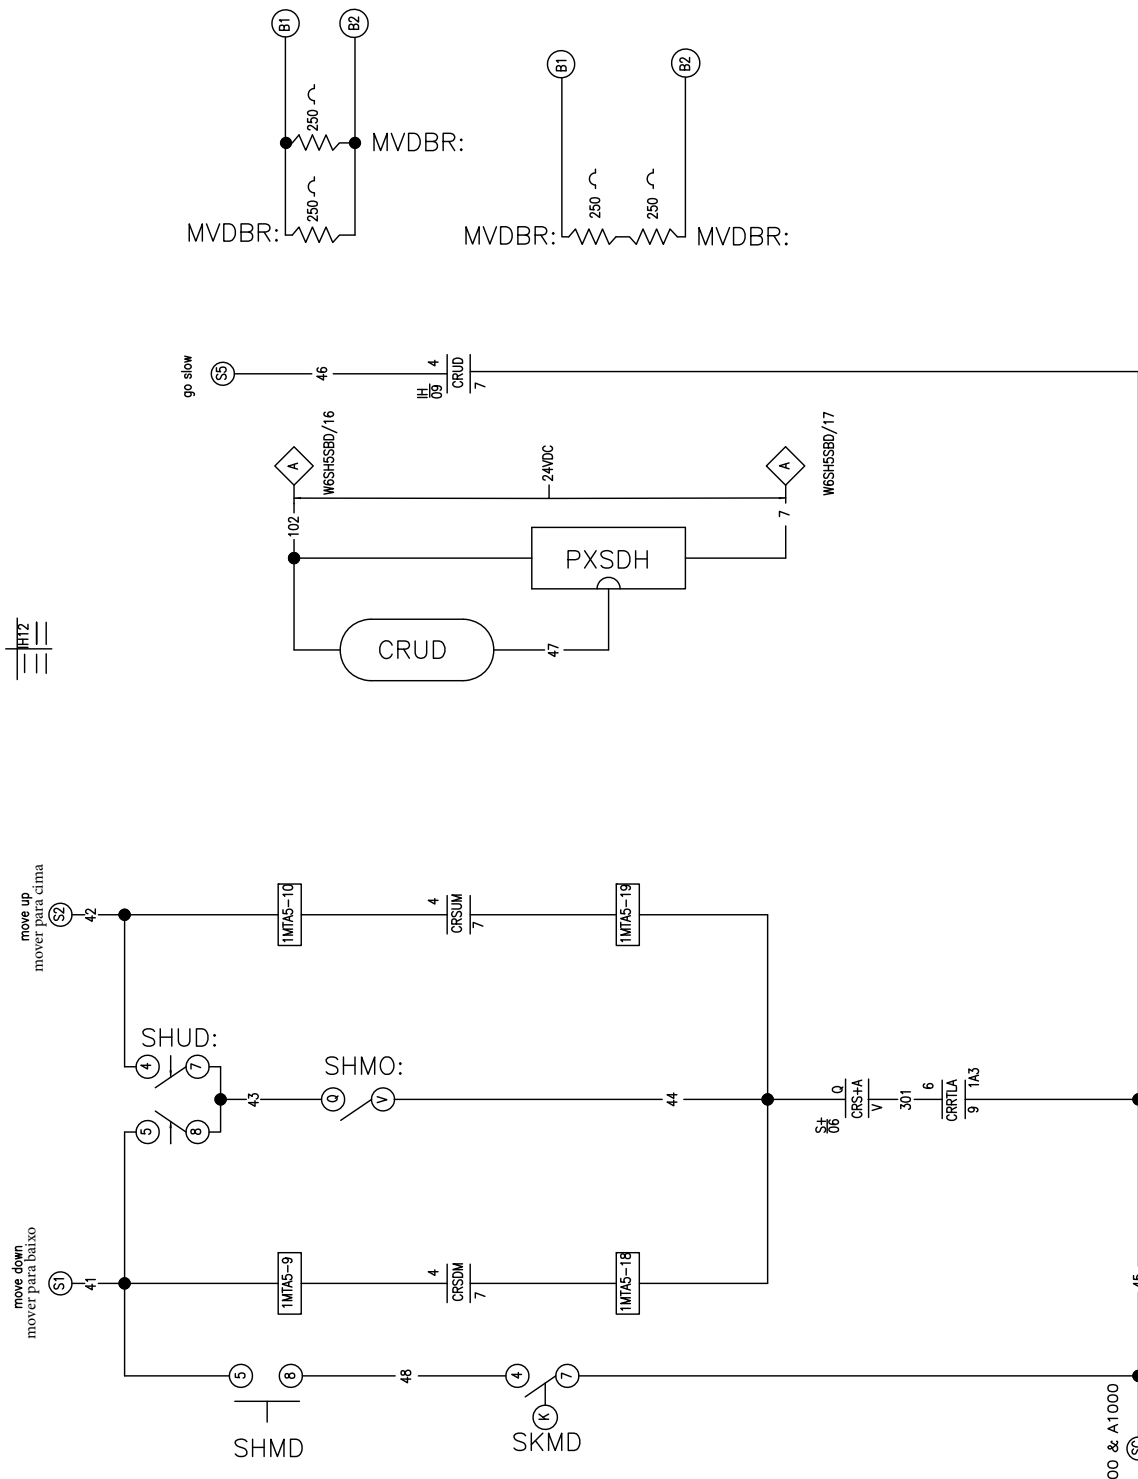 B1
B2
250
MVDBR:
250
MVDBR:
B1
B2
250
250
MVDBR:
MVDBR:
go slow
S5
46
IH
09
4
CRUD
7
A
W6SH5SBD/16
102
24VDC
A
W6SH5SBD/17
7
PXSDH
CRUD
47
IH12
move up
mover para cima
S2
42
1MTA5-10
4
CRSUM
7
1MTA5-19
SHUD:
4
7
5
8
43
SHMO:
Q
V
44
S+
06
Q
CRS+A
V
301
6
CRRTLA
9
1A3
move down
mover para baixo
S1
41
1MTA5-9
4
CRSDM
7
1MTA5-18
45
5
8
SHMD
48
4
7
K
SKMD
00 & A1000
SC